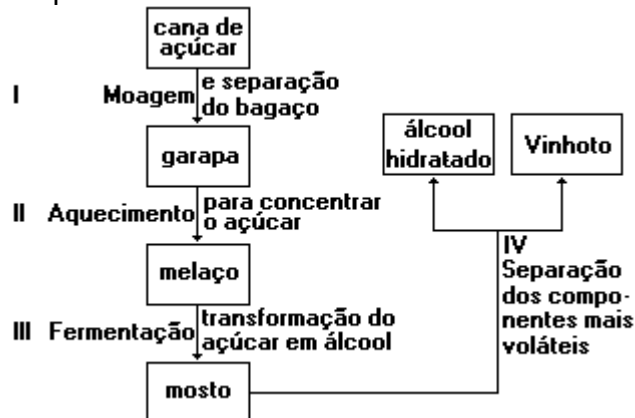 cana de
açúcar
I Moagem e separação
do bagaço
garapa
álcool
hidratado
Vinhoto
II Aquecimento para concentrar
o açúcar
melaço
IV
Separação
dos compo-
nentes mais
voláteis
III Fermentação transformação do
açúcar em álcool
mosto